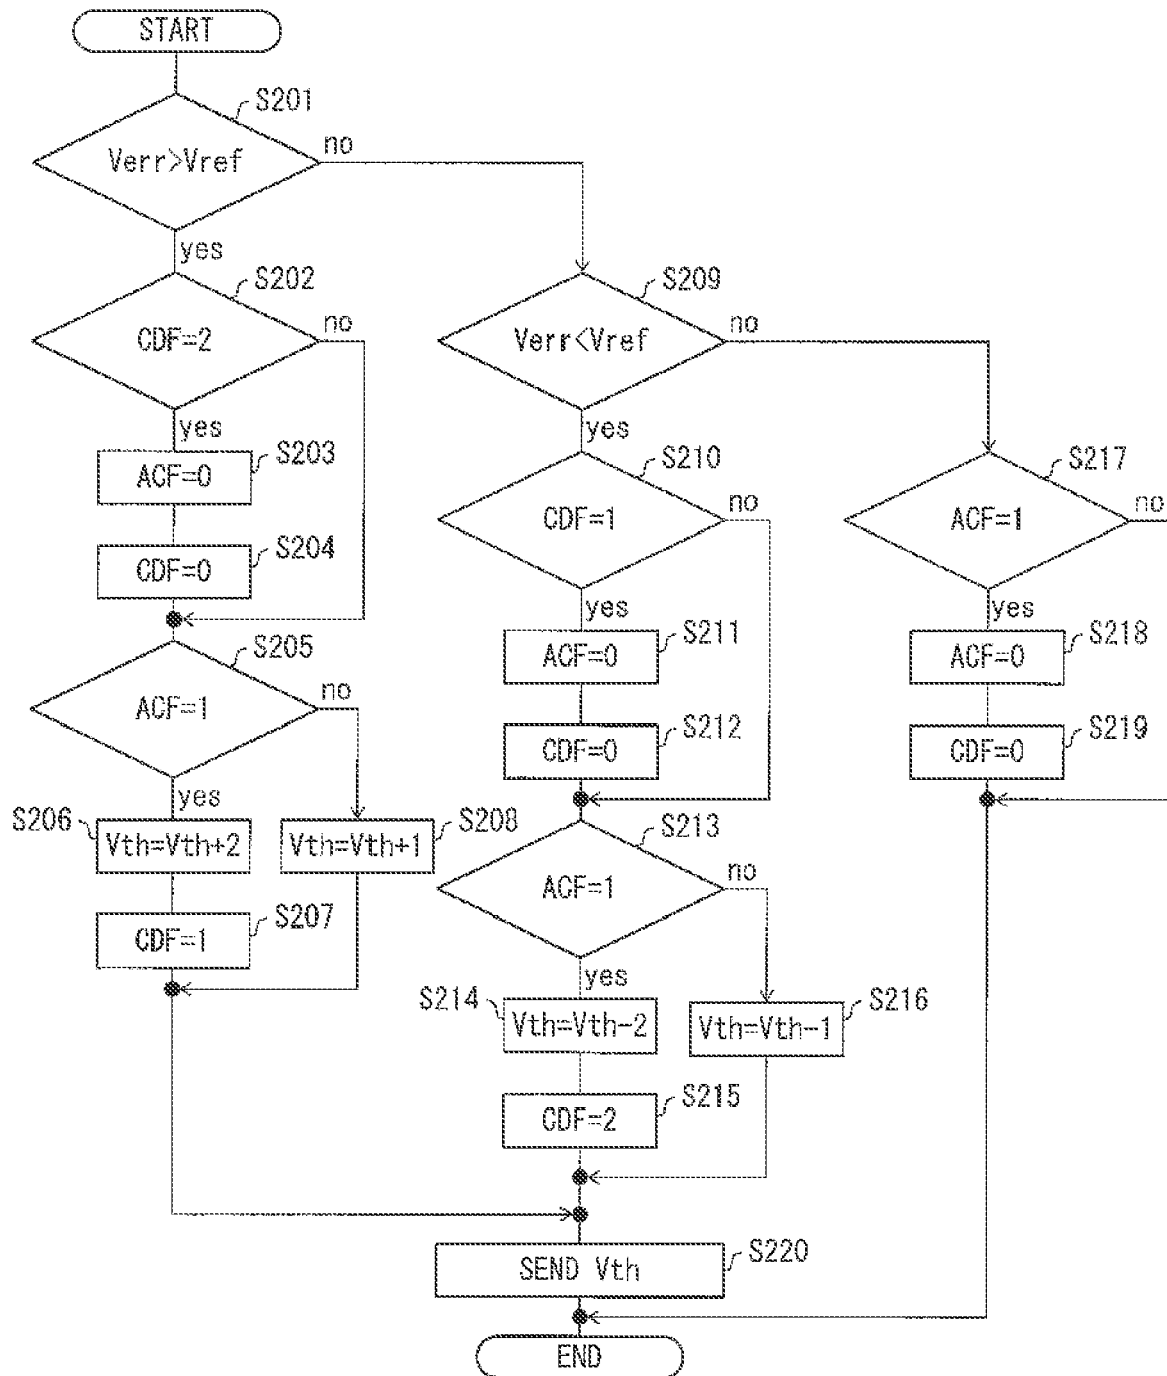 START
S201
Verr>Vref
no
yes
S202
CDF=2
no
yes
S203
ACF=0
S204
CDF=0
S205
ACF=1
no
yes
S206
Vth=Vth+2
S208
Vth=Vth+1
S207
CDF=1
S209
Verr<Vref
no
yes
S210
CDF=1
no
yes
S211
ACF=0
S212
CDF=0
S213
ACF=1
no
yes
S214
Vth=Vth-2
S216
Vth=Vth-1
S215
CDF=2
S217
ACF=1
no
yes
S218
ACF=0
S219
CDF=0
S220
SEND Vth
END